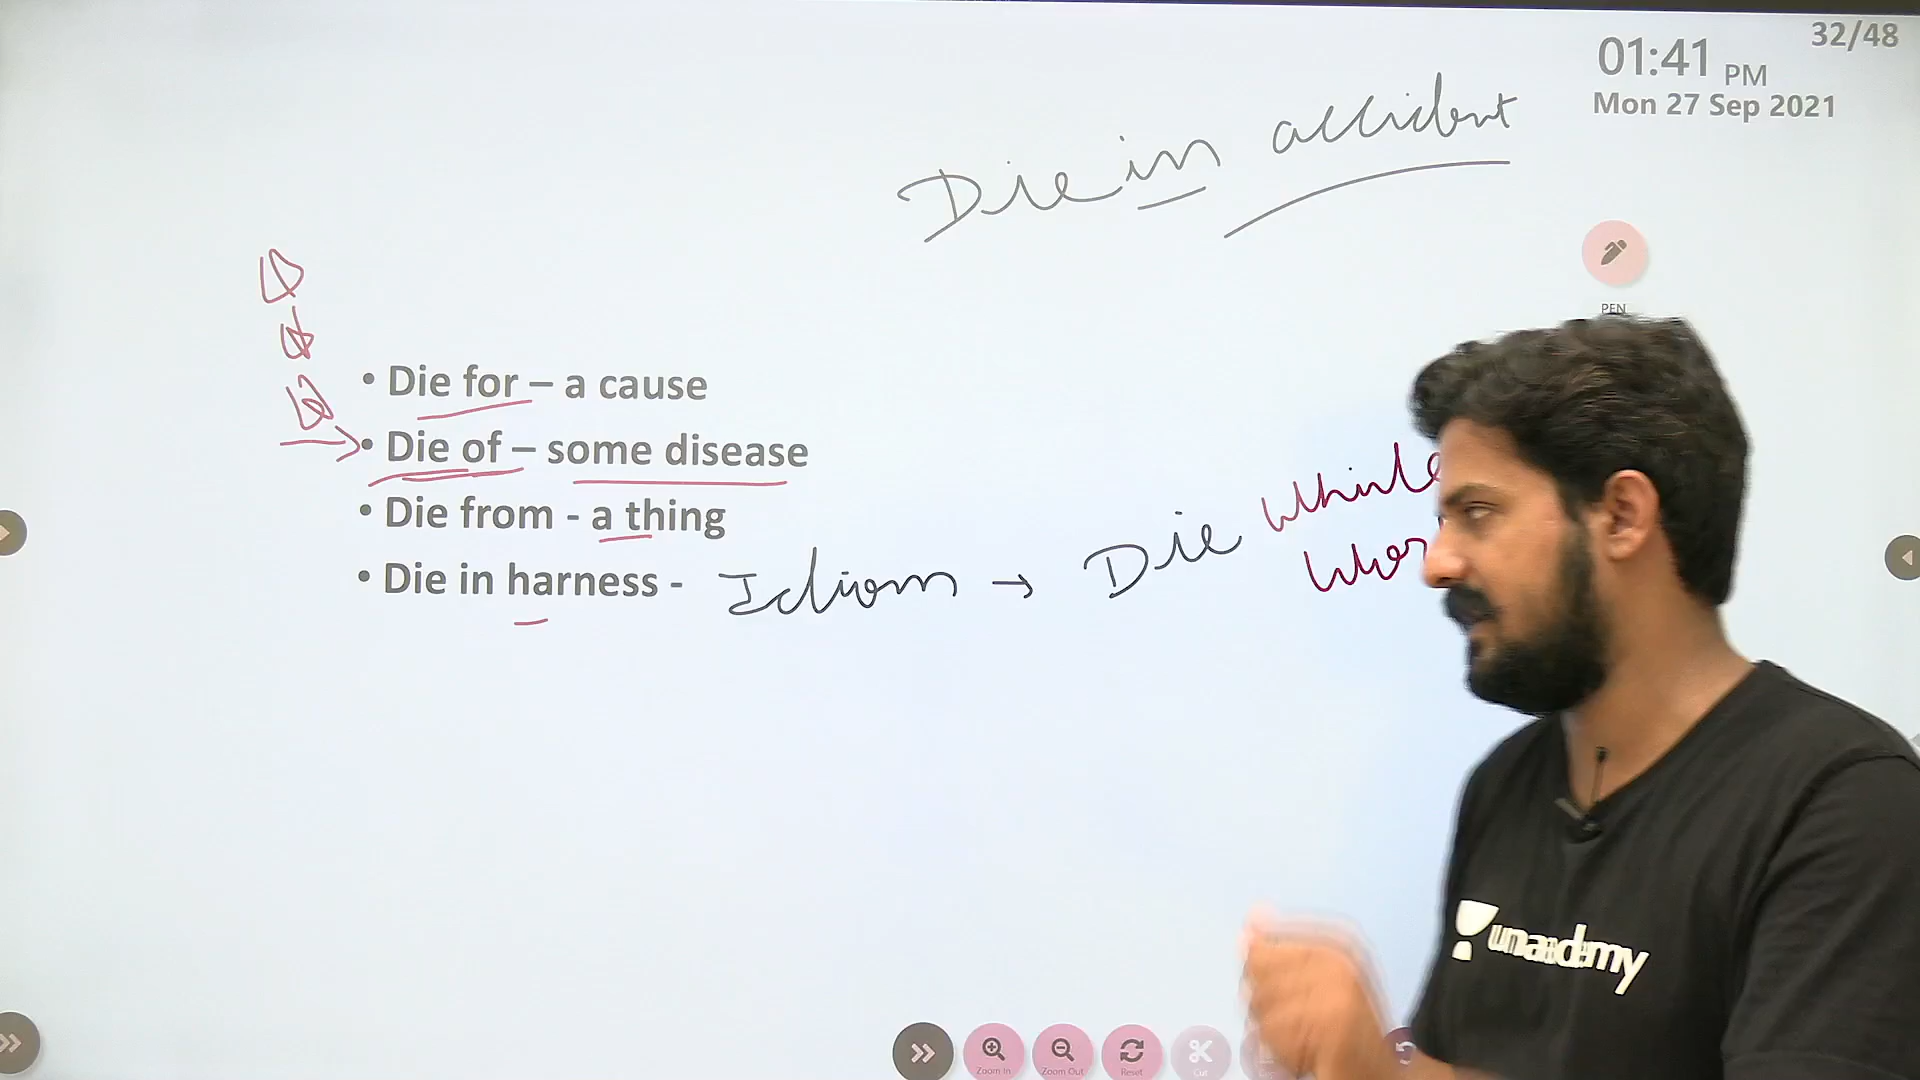 32/48
01:41 PM
Mon 27 Sep 2021
Die in accident
PEN
• Die for – a cause
• Die of – some disease
• Die from - a thing
• Die in harness - Idiom → Die while
unacademy
Zoom In
Zoom Out
Reset
Cut